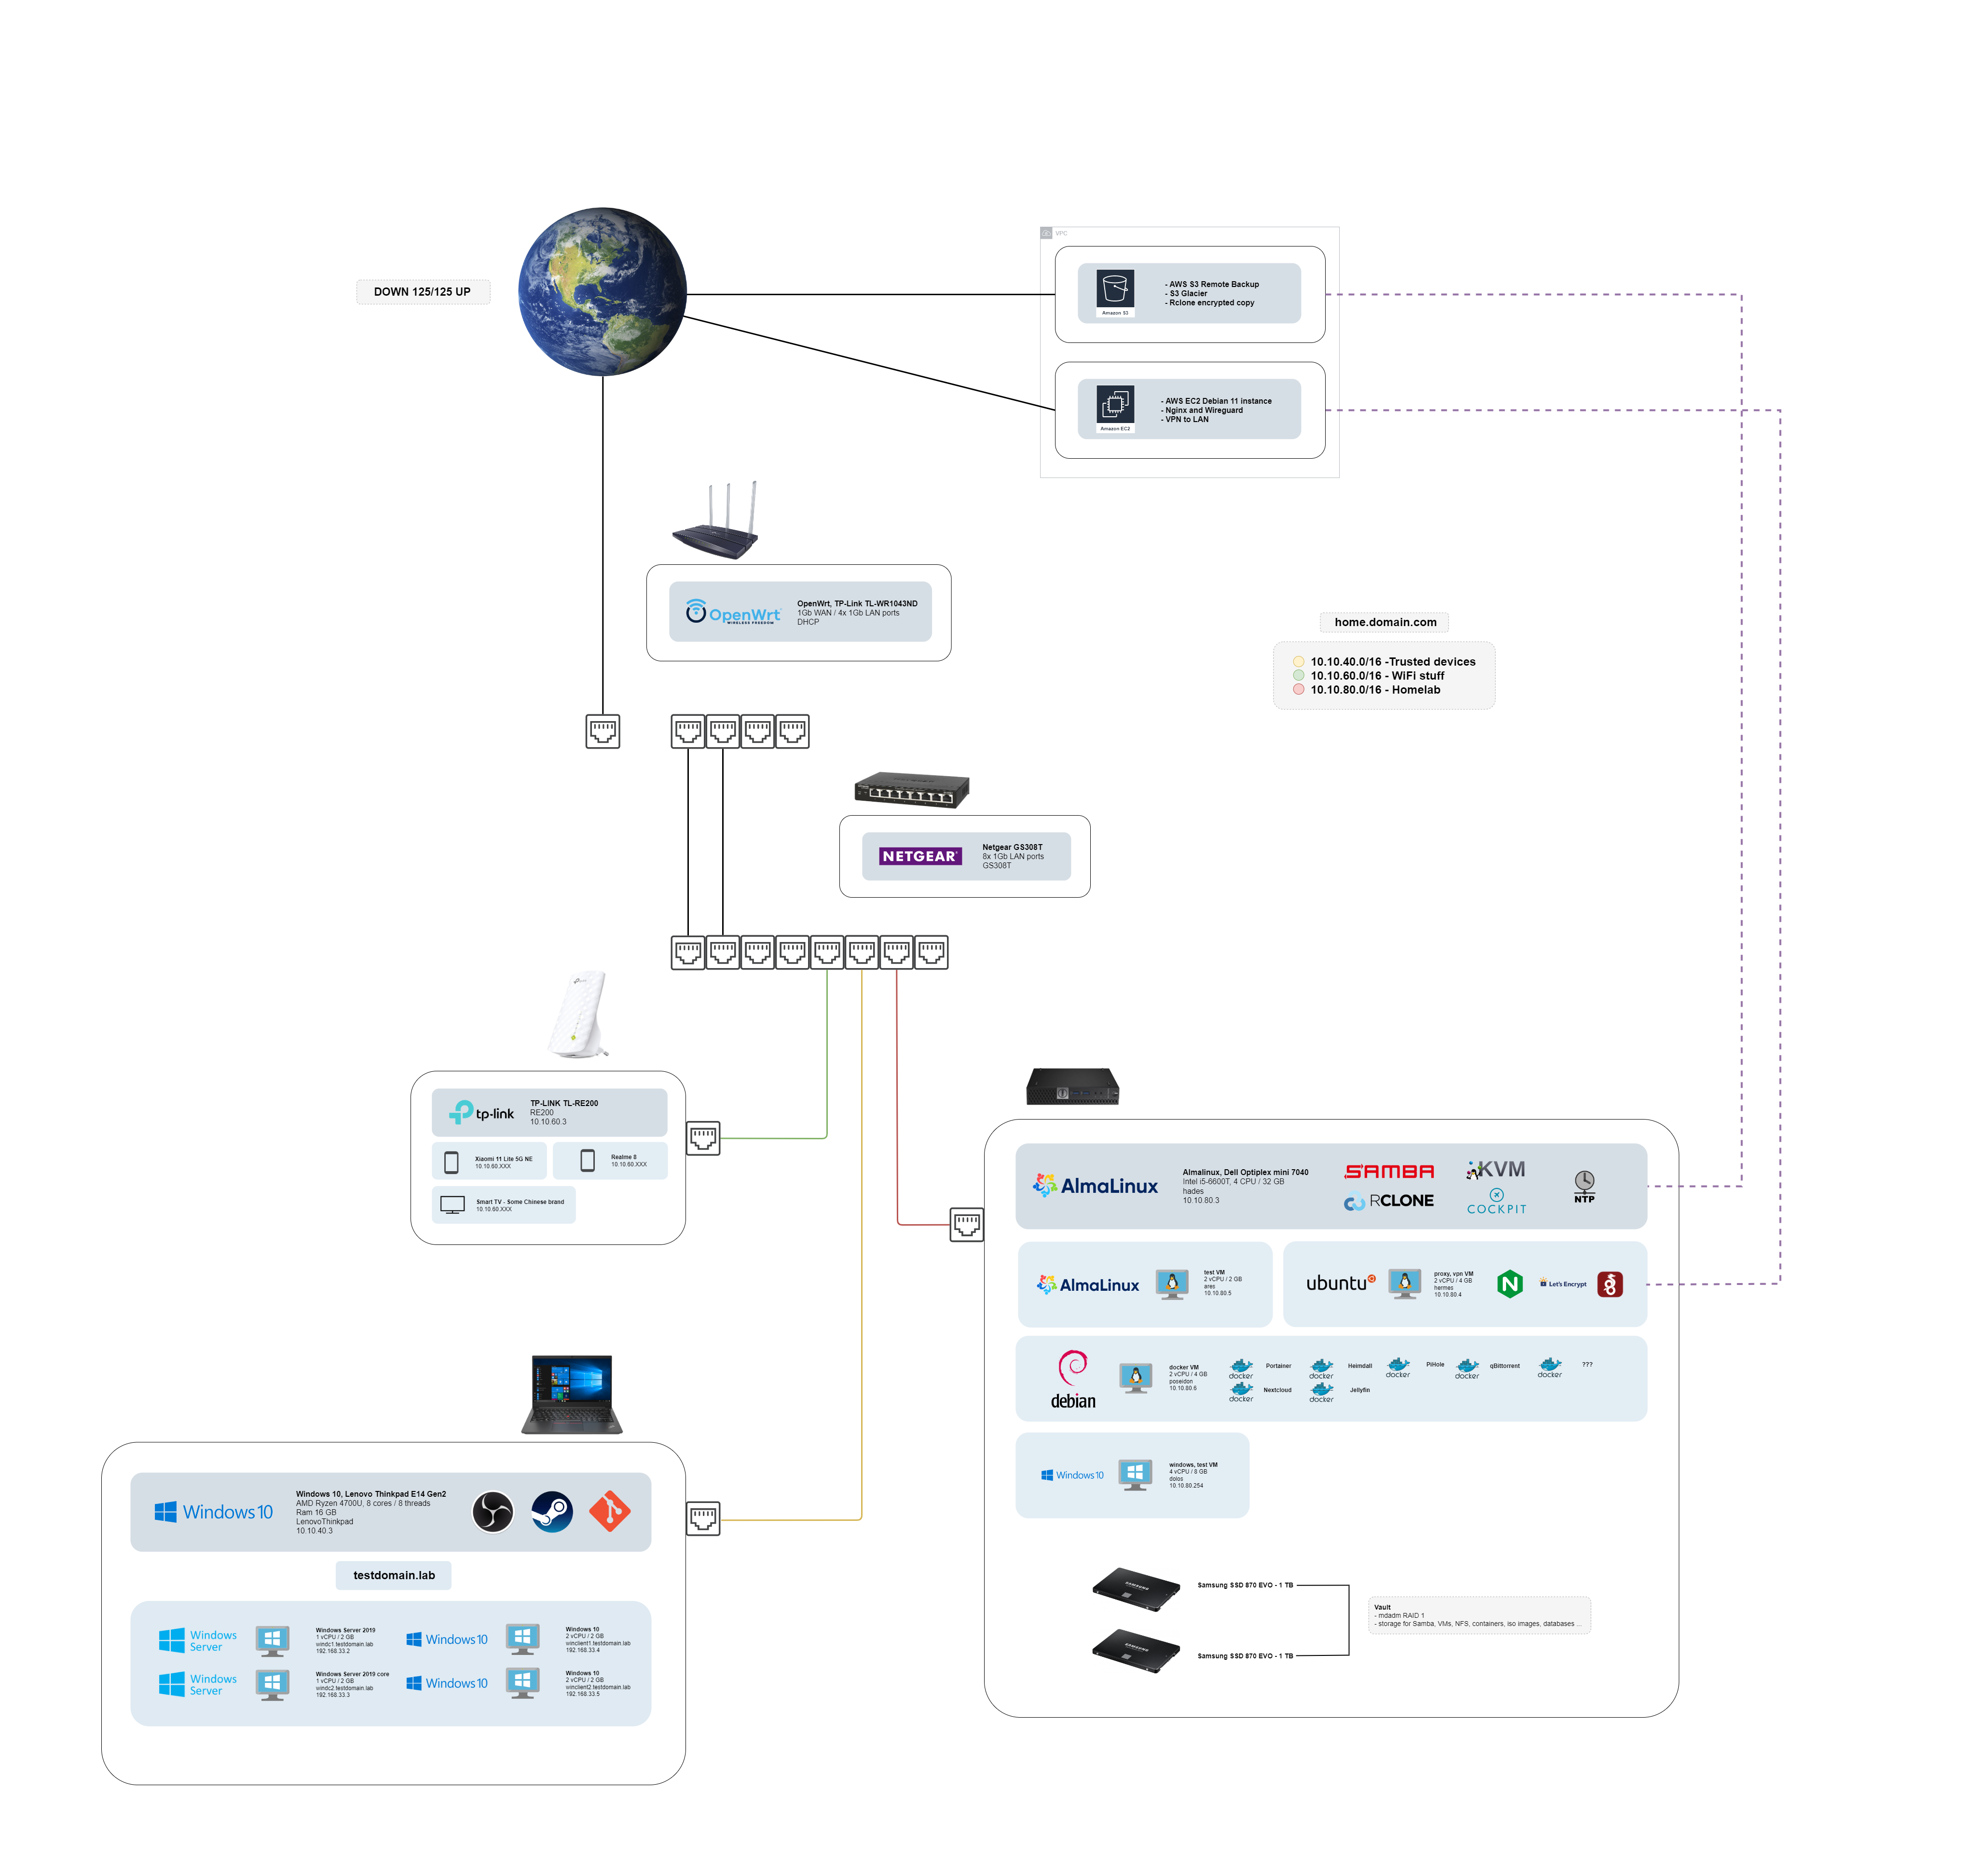 DOWN 125/125 UP
VPC
Amazon S3
- AWS S3 Remote Backup
- S3 Glacier
- Rclone encrypted copy
Amazon EC2
- AWS EC2 Debian 11 instance
- Nginx and Wireguard
- VPN to LAN
OpenWrt
WIRELESS FREEDOM
OpenWrt, TP-Link TL-WR1043ND
1Gb WAN / 4x 1Gb LAN ports
DHCP
home.domain.com
10.10.40.0/16 -Trusted devices
10.10.60.0/16 - WiFi stuff
10.10.80.0/16 - Homelab
NETGEAR
Netgear GS308T
8x 1Gb LAN ports
GS308T
tp-link
TP-LINK TL-RE200
RE200
10.10.60.3
Xiaomi 11 Lite 5G NE
10.10.60.XXX
Realme 8
10.10.60.XXX
Smart TV - Some Chinese brand
10.10.60.XXX
AlmaLinux
Almalinux, Dell Optiplex mini 7040
Intel i5-6600T, 4 CPU / 32 GB
hades
10.10.80.3
SAMBA
KVM
RCLONE
COCKPIT
NTP
AlmaLinux
test VM
2 vCPU / 2 GB
ares
10.10.80.5
ubuntu
proxy, vpn VM
2 vCPU / 4 GB
hermes
10.10.80.4
N
Let's Encrypt
debian
docker VM
2 vCPU / 4 GB
poseidon
10.10.80.6
docker
Portainer
docker
Heimdall
docker
PiHole
docker
qBittorrent
docker
???
docker
Nextcloud
docker
Jellyfin
Windows 10
windows, test VM
4 vCPU / 8 GB
dolos
10.10.80.254
Samsung SSD 870 EVO - 1 TB
Samsung SSD 870 EVO - 1 TB
Vault
- mdadm RAID 1
- storage for Samba, VMs, NFS, containers, iso images, databases ...
Windows 10
Windows 10, Lenovo Thinkpad E14 Gen2
AMD Ryzen 4700U, 8 cores / 8 threads
Ram 16 GB
LenovoThinkpad
10.10.40.3
testdomain.lab
Windows Server
Windows Server 2019
1 vCPU / 2 GB
windc1.testdomain.lab
192.168.33.2
Windows 10
Windows 10
2 vCPU / 2 GB
winclient1.testdomain.lab
192.168.33.4
Windows Server
Windows Server 2019 core
1 vCPU / 2 GB
windc2.testdomain.lab
192.168.33.3
Windows 10
Windows 10
2 vCPU / 2 GB
winclient2.testdomain.lab
192.168.33.5